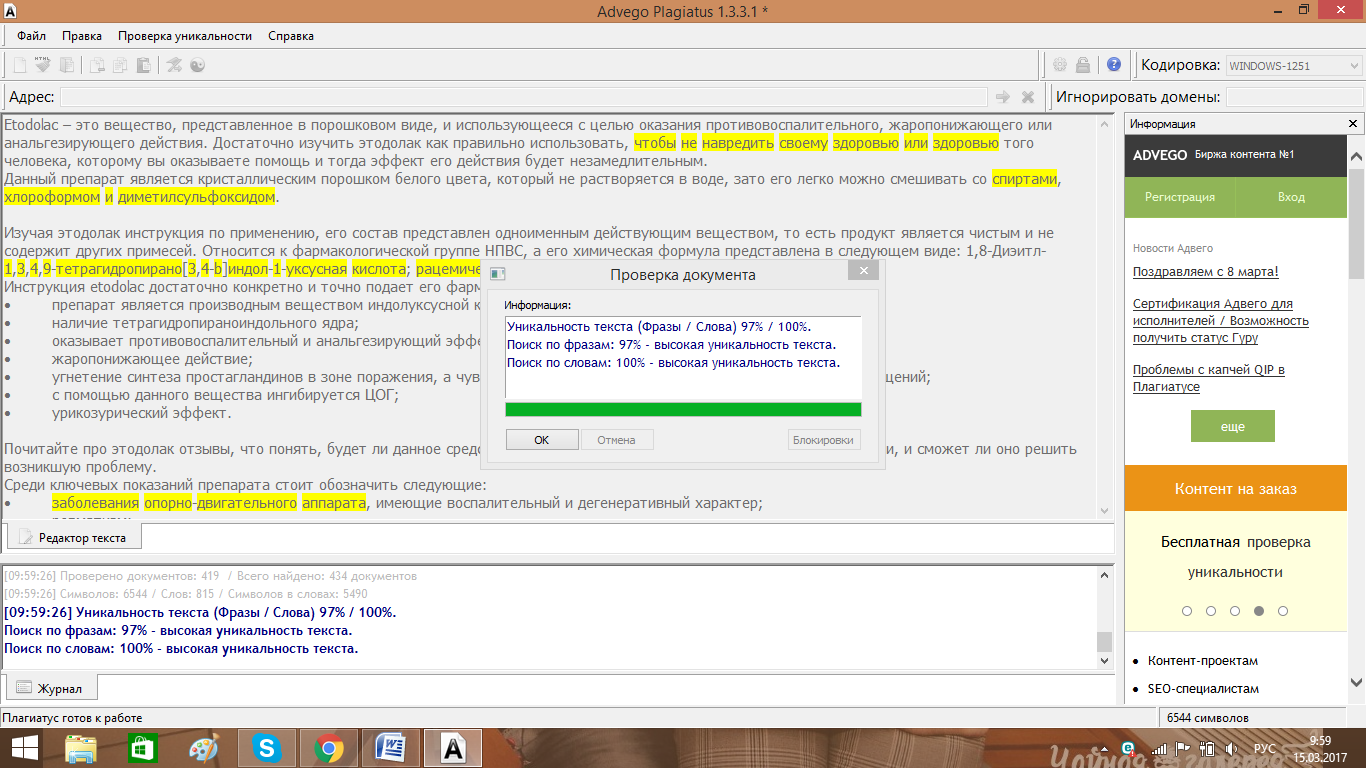 Advego Plagiatus 1.3.3.1 *
Файл Правка Проверка уникальности Справка
HTML
Кодировка: WINDOWS-1251
Адрес:
Игнорировать домены:
Etodolac – это вещество, представленное в порошковом виде, и использующееся с целью оказания противовоспалительного, жаропонижающего или
анальгезирующего действия. Достаточно изучить этодолак как правильно использовать, чтобы не навредить своему здоровью или здоровью того
человека, которому вы оказываете помощь и тогда эффект его действия будет незамедлительным.
Данный препарат является кристаллическим порошком белого цвета, который не растворяется в воде, зато его легко можно смешивать со спиртами,
хлороформом и диметилсульфоксидом.
Изучая этодолак инструкция по применению, его состав представлен одноименным действующим веществом, то есть продукт является чистым и не
содержит других примесей. Относится к фармакологической группе НПВС, а его химическая формула представлена в следующем виде: 1,8-Диэитл-
1,3,4,9-тетрагидропирано[3,4-b]индол-1-уксусная кислота; рацемиче
Инструкция etodolac достаточно конкретно и точно подает его фар
• препарат является производным веществом индолуксусной к
• наличие тетрагидропираноиндольного ядра;
• оказывает противовоспалительный и анальгезирующий эффе
• жаропонижающее действие;
• угнетение синтеза простагландинов в зоне поражения, а чув щений;
• с помощью данного вещества ингибируется ЦОГ;
• урикозурический эффект.
Почитайте про этодолак отзывы, что понять, будет ли данное сред и, и сможет ли оно решить
возникшую проблему.
Среди ключевых показаний препарата стоит обозначить следующие:
• заболевания опорно-двигательного аппарата, имеющие воспалительный и дегенеративный характер;
Проверка документа
Информация:
Уникальность текста (Фразы / Слова) 97% / 100%.
Поиск по фразам: 97% - высокая уникальность текста.
Поиск по словам: 100% - высокая уникальность текста.
ОК Отмена Блокировки
Редактор текста
[09:59:26] Проверено документов: 419 / Всего найдено: 434 документов
[09:59:26] Символов: 6544 / Слов: 815 / Символов в словах: 5490
[09:59:26] Уникальность текста (Фразы / Слова) 97% / 100%.
Поиск по фразам: 97% - высокая уникальность текста.
Поиск по словам: 100% - высокая уникальность текста.
Журнал
Плагиатус готов к работе
6544 символов
Информация
ADVEGO Биржа контента №1
Регистрация Вход
Новости Адвего
Поздравляем с 8 марта!
Сертификация Адвего для
исполнителей / Возможность
получить статус Гуру
Проблемы с капчей QIP в
Плагиатусе
еще
Контент на заказ
Бесплатная проверка
уникальности
• Контент-проектам
• SEO-специалистам
РУС
9:59
15.03.2017